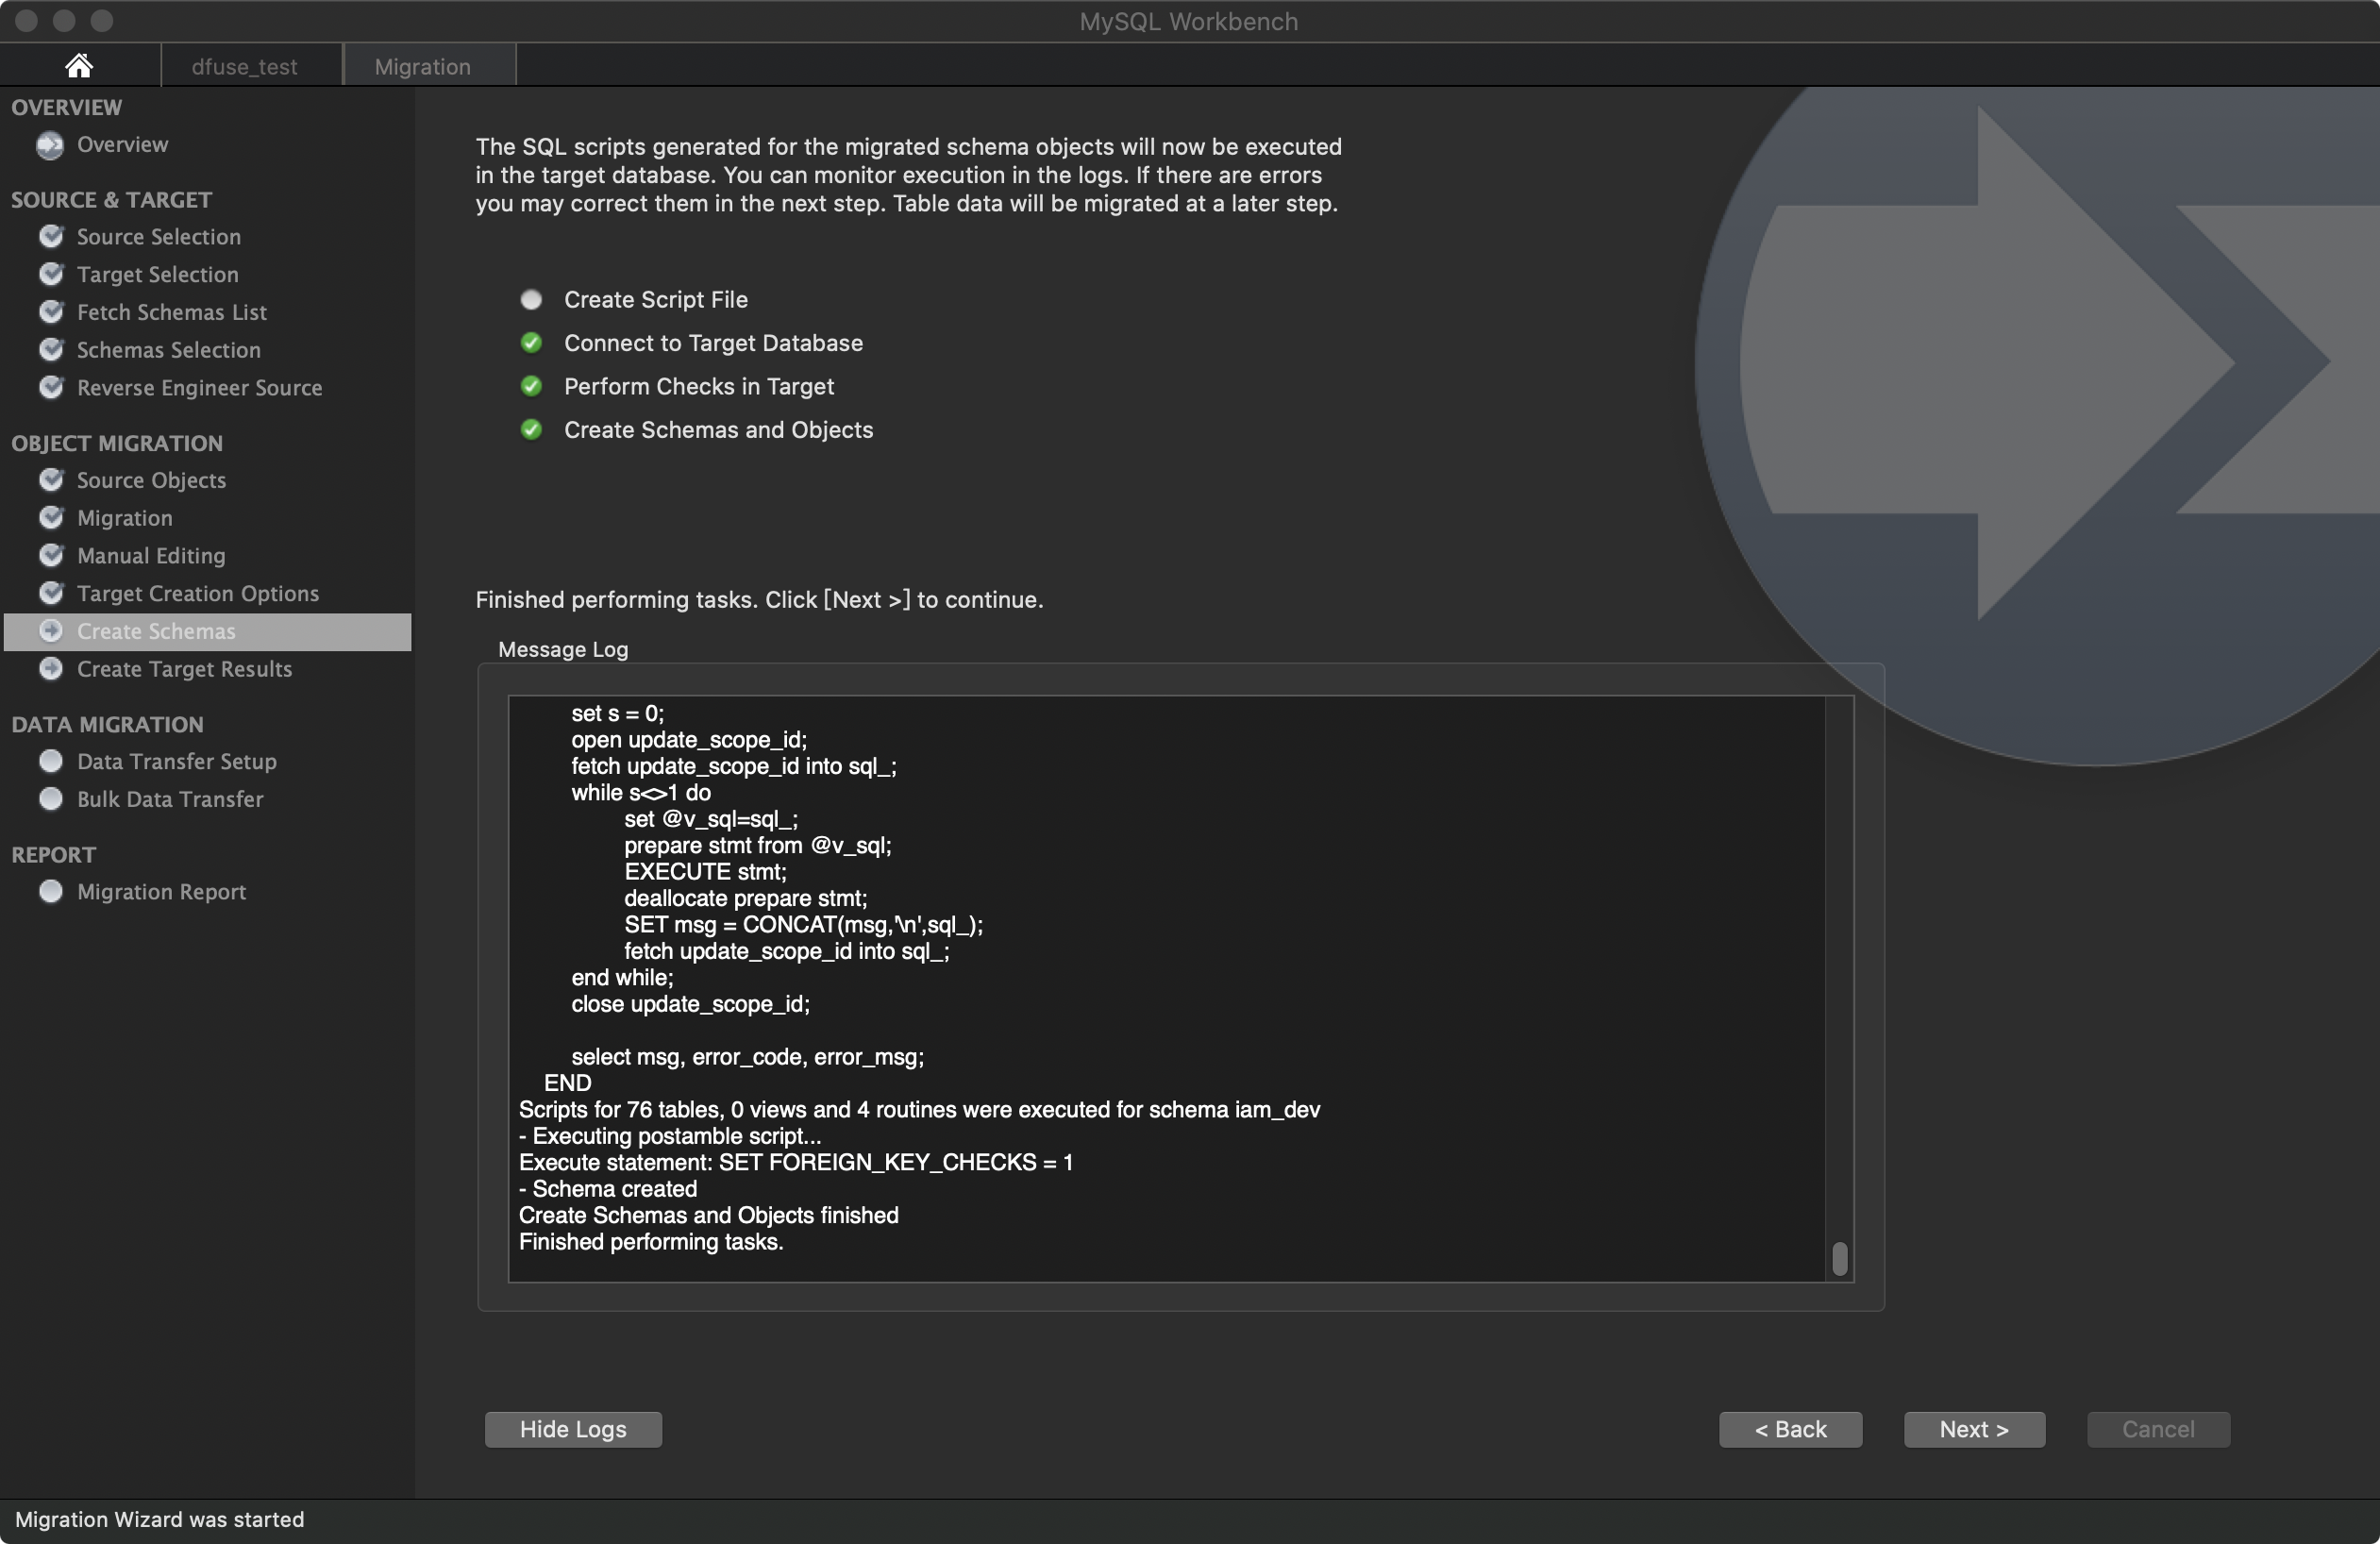 MySQL Workbench
dfuse_test
Migration
OVERVIEW
Overview
SOURCE & TARGET
Source Selection
Target Selection
Fetch Schemas List
Schemas Selection
Reverse Engineer Source
OBJECT MIGRATION
Source Objects
Migration
Manual Editing
Target Creation Options
Create Schemas
Create Target Results
DATA MIGRATION
Data Transfer Setup
Bulk Data Transfer
REPORT
Migration Report
The SQL scripts generated for the migrated schema objects will now be executed
in the target database. You can monitor execution in the logs. If there are errors
you may correct them in the next step. Table data will be migrated at a later step.
Create Script File
Connect to Target Database
Perform Checks in Target
Create Schemas and Objects
Finished performing tasks. Click [Next >] to continue.
Message Log
set s = 0;
open update_scope_id;
fetch update_scope_id into sql_;
while s<>1 do
set @v_sql=sql_;
prepare stmt from @v_sql;
EXECUTE stmt;
deallocate prepare stmt;
SET msg = CONCAT(msg,'\n',sql_);
fetch update_scope_id into sql_;
end while;
close update_scope_id;
select msg, error_code, error_msg;
END
Scripts for 76 tables, 0 views and 4 routines were executed for schema iam_dev
- Executing postamble script...
Execute statement: SET FOREIGN_KEY_CHECKS = 1
- Schema created
Create Schemas and Objects finished
Finished performing tasks.
Hide Logs
< Back
Next >
Cancel
Migration Wizard was started